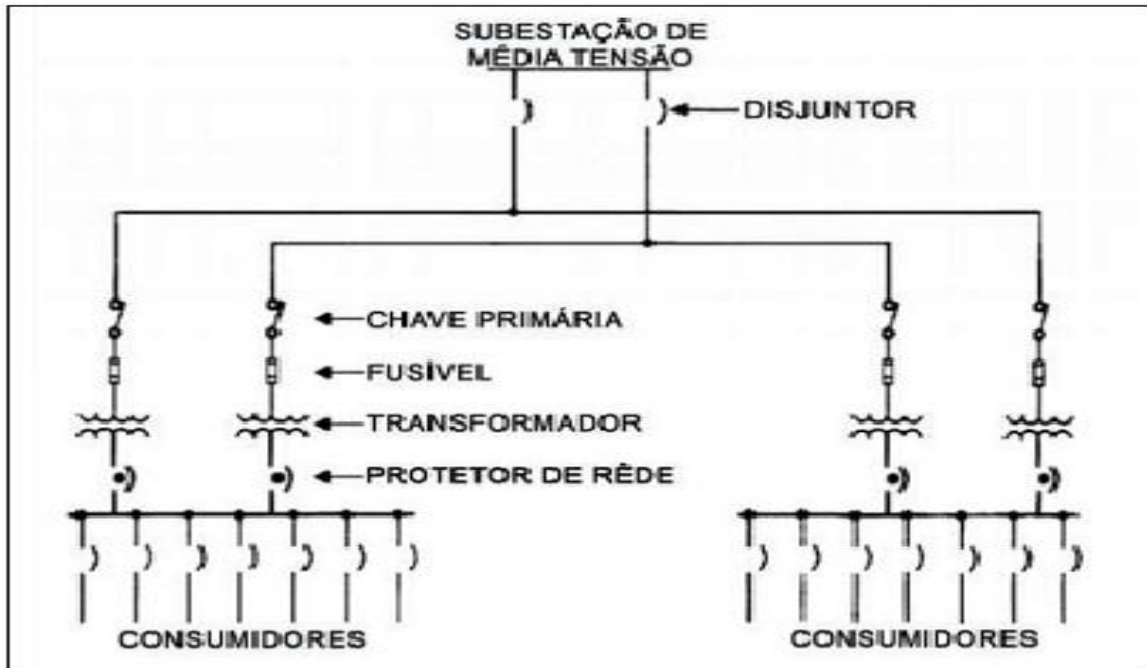 SUBESTAÇÃO DE
MÉDIA TENSÃO
DISJUNTOR
CHAVE PRIMÁRIA
FUSÍVEL
TRANSFORMADOR
PROTETOR DE RÊDE
CONSUMIDORES
CONSUMIDORES